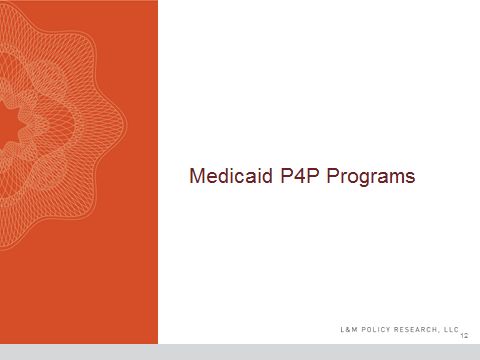 Medicaid P4P Programs
L&M POLICY RESEARCH, LLC
12